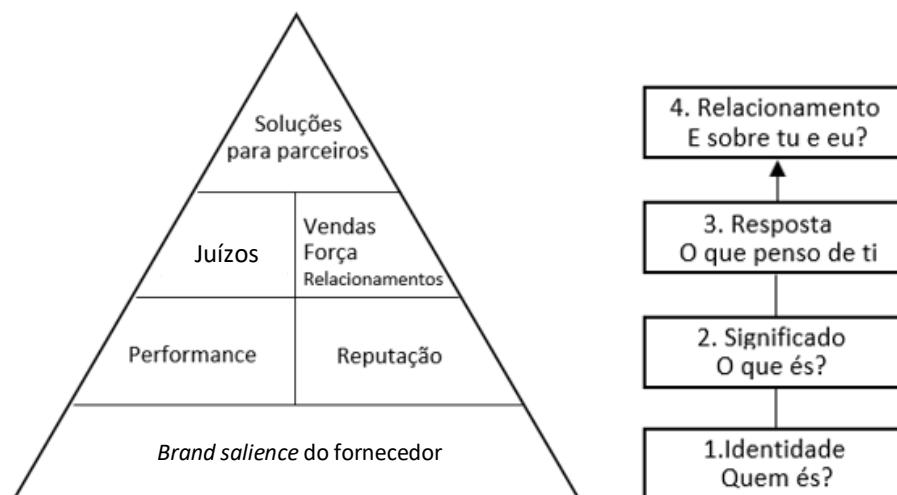 Soluções
para parceiros
Juízos
Vendas
Força
Relacionamentos
Performance
Reputação
Brand salience do fornecedor
4. Relacionamento
E sobre tu e eu?
3. Resposta
O que penso de ti
2. Significado
O que és?
1.Identidade
Quem és?